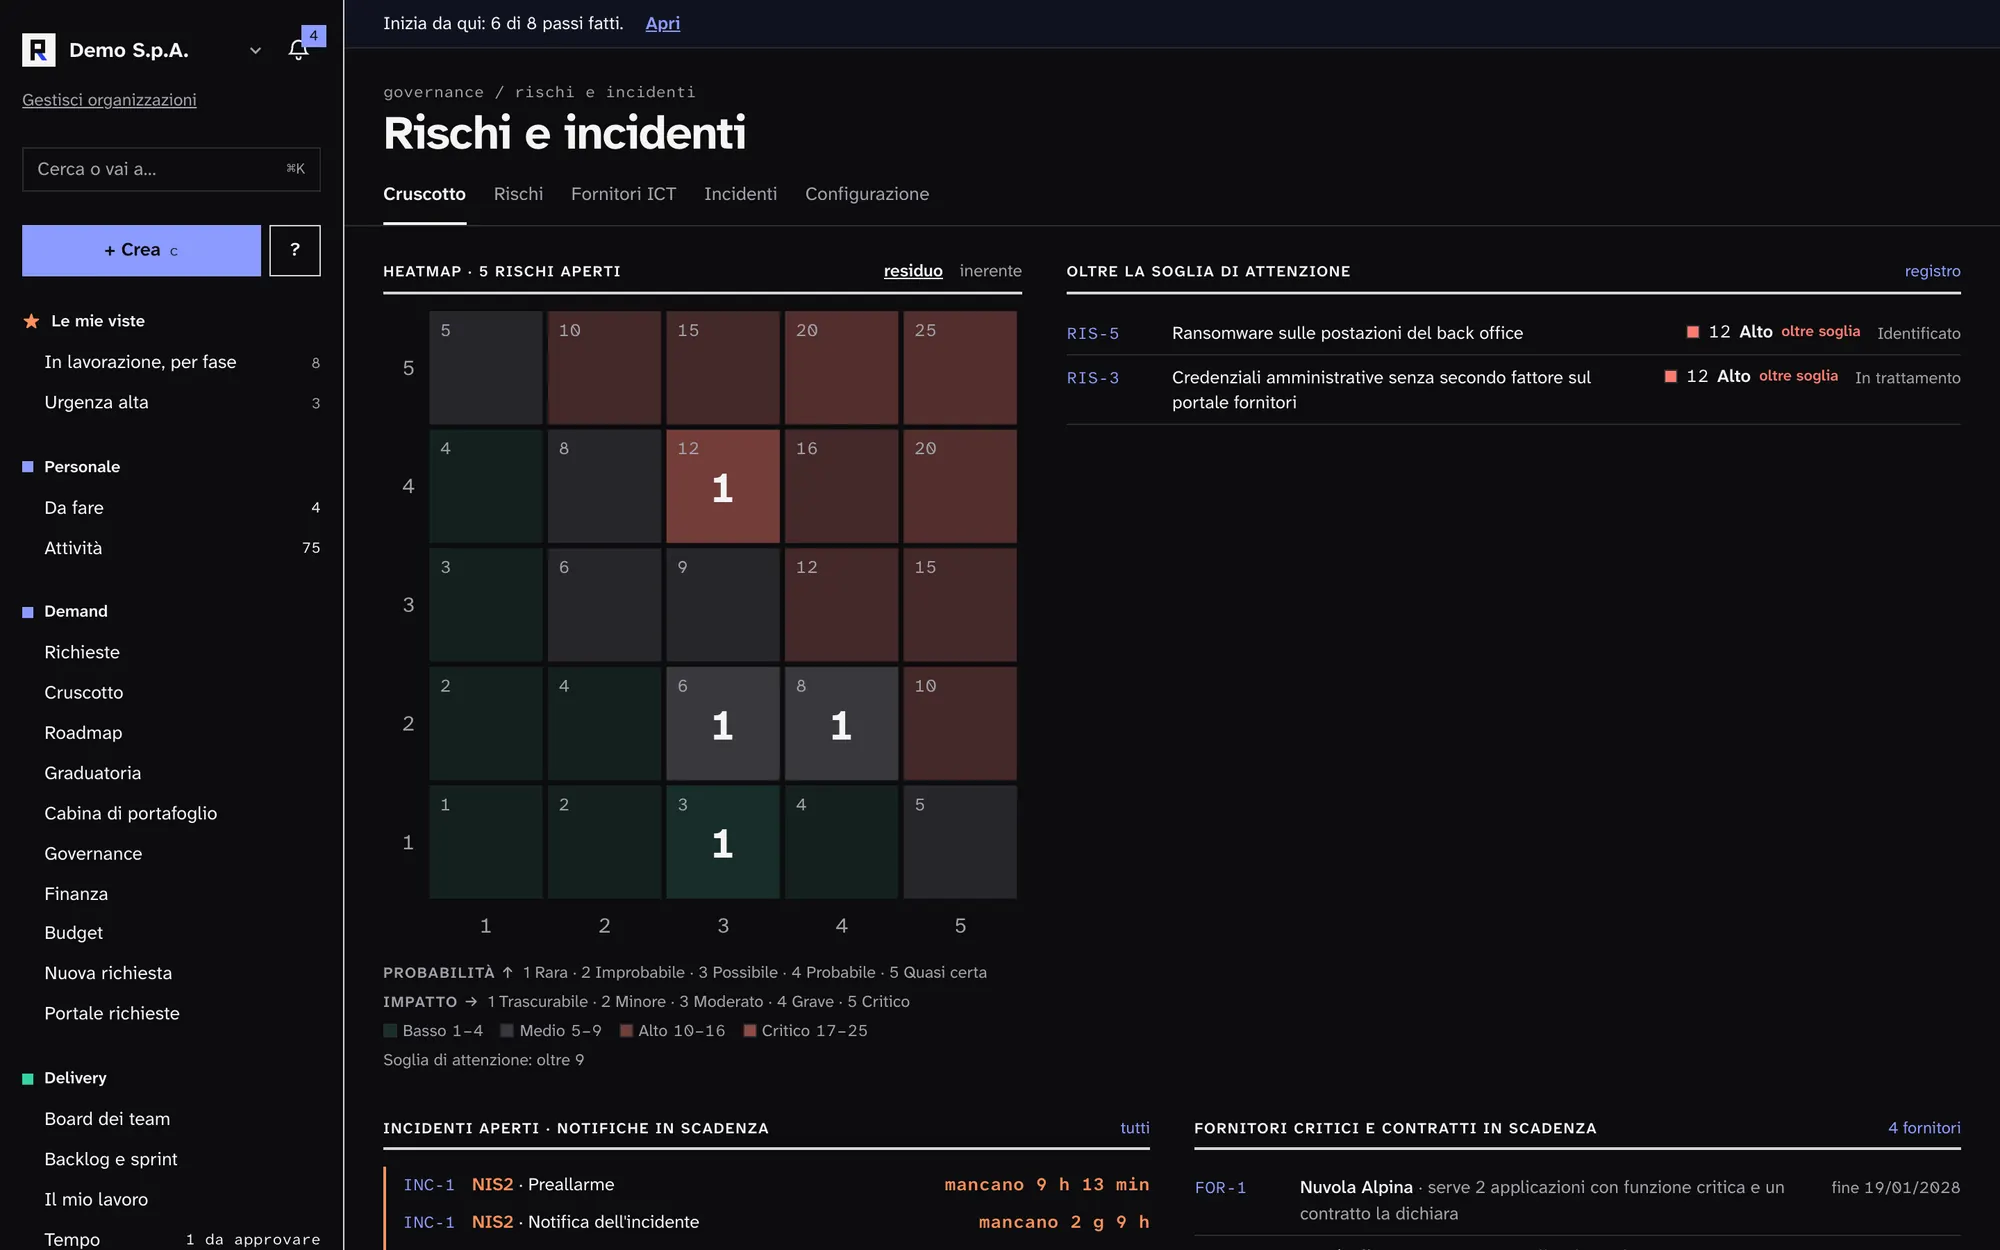 Demo S.p.A.
4
Gestisci organizzazioni
Cerca o vai a... ⌘K
+ Crea c
?
Le mie viste
In lavorazione, per fase 8
Urgenza alta 3
Personale
Da fare 4
Attività 75
Demand
Richieste
Cruscotto
Roadmap
Graduatoria
Cabina di portafoglio
Governance
Finanza
Budget
Nuova richiesta
Portale richieste
Delivery
Board dei team
Backlog e sprint
Il mio lavoro
Tempo 1 da approvare
Inizia da qui: 6 di 8 passi fatti. Apri
governance / rischi e incidenti
Rischi e incidenti
Cruscotto Rischi Fornitori ICT Incidenti Configurazione
HEATMAP · 5 RISCHI APERTI residuo inerente
5 5 10 15 20 25
4 4 8 12 1 16 20
3 3 6 9 12 15
2 2 4 6 1 8 1 10
1 1 2 3 1 4 5
1 2 3 4 5
PROBABILITÀ ↑ 1 Rara · 2 Improbabile · 3 Possibile · 4 Probabile · 5 Quasi certa
IMPATTO → 1 Trascurabile · 2 Minore · 3 Moderato · 4 Grave · 5 Critico
Basso 1–4 Medio 5–9 Alto 10–16 Critico 17–25
Soglia di attenzione: oltre 9
OLTRE LA SOGLIA DI ATTENZIONE registro
RIS-5 Ransomware sulle postazioni del back office 12 Alto oltre soglia Identificato
RIS-3 Credenziali amministrative senza secondo fattore sul 12 Alto oltre soglia In trattamento
portale fornitori
INCIDENTI APERTI · NOTIFICHE IN SCADENZA tutti
INC-1 NIS2 · Preallarme mancano 9 h 13 min
INC-1 NIS2 · Notifica dell'incidente mancano 2 g 9 h
FORNITORI CRITICI E CONTRATTI IN SCADENZA 4 fornitori
FOR-1 Nuvola Alpina · serve 2 applicazioni con funzione critica e un fine 19/01/2028
contratto la dichiara